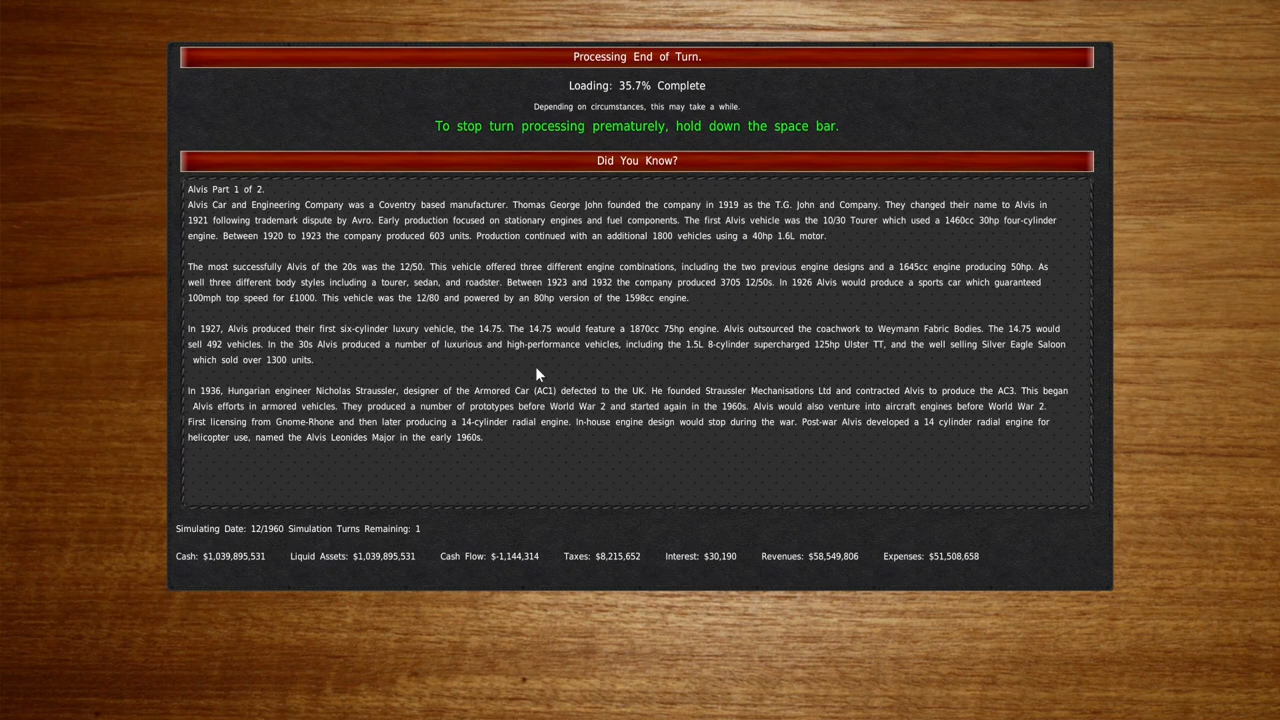 Processing End of Turn.
Loading: 35.7% Complete
Depending on circumstances, this may take a while.
To stop turn processing prematurely, hold down the space bar.
Did You Know?
Alvis Part 1 of 2.
Alvis Car and Engineering Company was a Coventry based manufacturer. Thomas George John founded the company in 1919 as the T.G. John and Company. They changed their name to Alvis in
1921 following trademark dispute by Avro. Early production focused on stationary engines and fuel components. The first Alvis vehicle was the 10/30 Tourer which used a 1460cc 30hp four-cylinder
engine. Between 1920 to 1923 the company produced 603 units. Production continued with an additional 1800 vehicles using a 40hp 1.6L motor.
The most successfully Alvis of the 20s was the 12/50. This vehicle offered three different engine combinations, including the two previous engine designs and a 1645cc engine producing 50hp. As
well three different body styles including a tourer, sedan, and roadster. Between 1923 and 1932 the company produced 3705 12/50s. In 1926 Alvis would produce a sports car which guaranteed
100mph top speed for £1000. This vehicle was the 12/80 and powered by an 80hp version of the 1598cc engine.
In 1927, Alvis produced their first six-cylinder luxury vehicle, the 14.75. The 14.75 would feature a 1870cc 75hp engine. Alvis outsourced the coachwork to Weymann Fabric Bodies. The 14.75 would
sell 492 vehicles. In the 30s Alvis produced a number of luxurious and high-performance vehicles, including the 1.5L 8-cylinder supercharged 125hp Ulster TT, and the well selling Silver Eagle Saloon
which sold over 1300 units.
In 1936, Hungarian engineer Nicholas Straussler, designer of the Armored Car (AC1) defected to the UK. He founded Straussler Mechanisations Ltd and contracted Alvis to produce the AC3. This began
Alvis efforts in armored vehicles. They produced a number of prototypes before World War 2 and started again in the 1960s. Alvis would also venture into aircraft engines before World War 2.
First licensing from Gnome-Rhone and then later producing a 14-cylinder radial engine. In-house engine design would stop during the war. Post-war Alvis developed a 14 cylinder radial engine for
helicopter use, named the Alvis Leonides Major in the early 1960s.
Simulating Date: 12/1960 Simulation Turns Remaining: 1
Cash: $1,039,895,531 Liquid Assets: $1,039,895,531 Cash Flow: $-1,144,314 Taxes: $8,215,652 Interest: $30,190 Revenues: $58,549,806 Expenses: $51,508,658